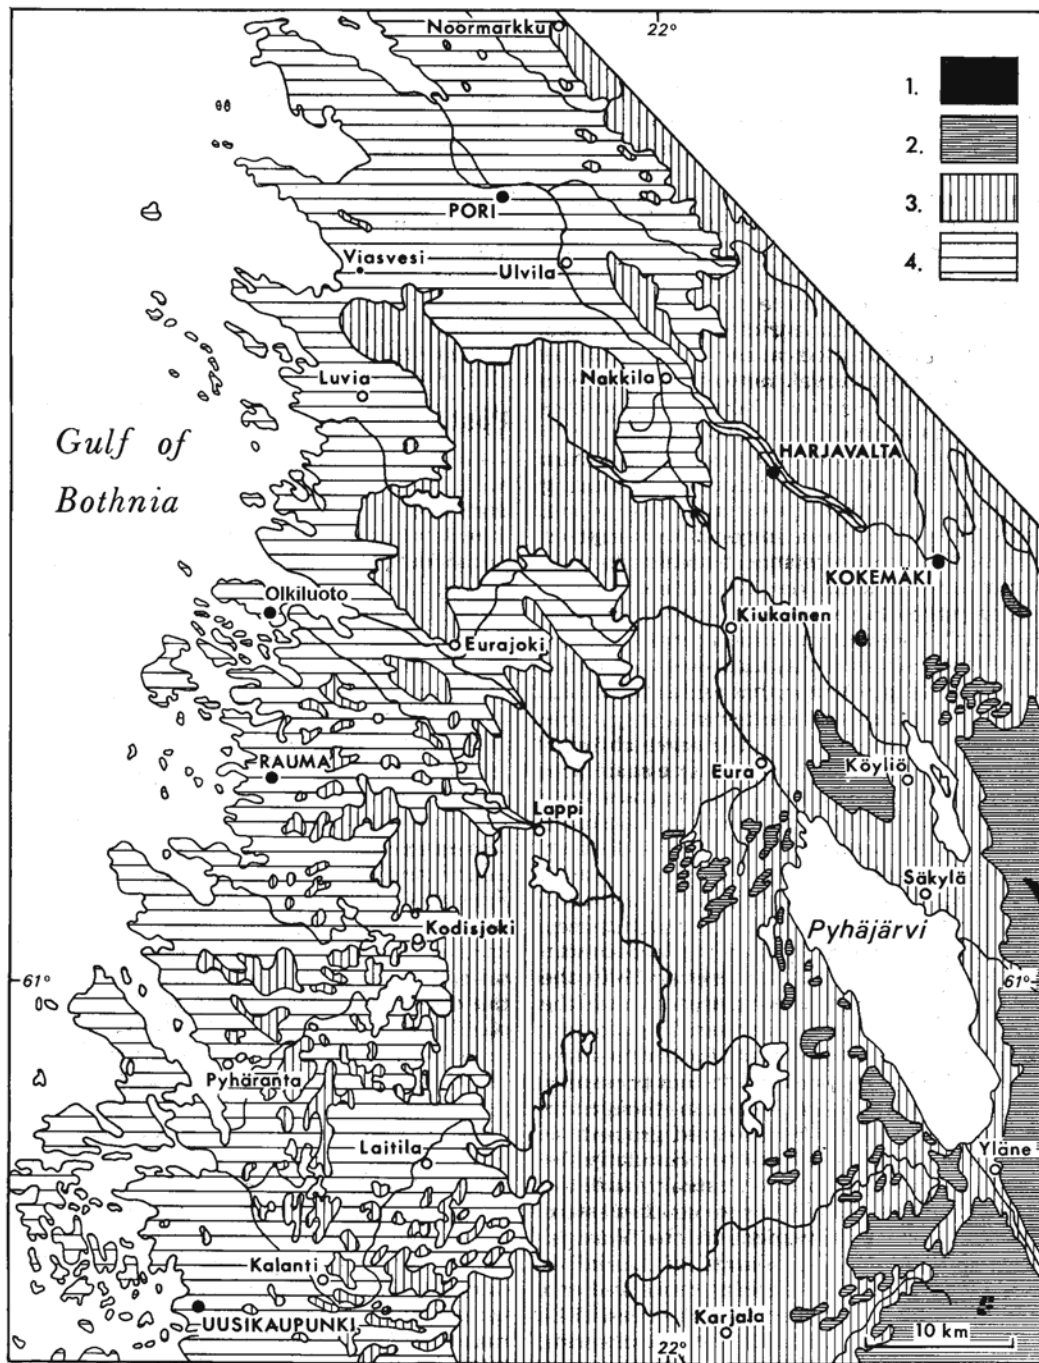 Noormarkku
22°
1.
2.
3.
4.
PORI
Viasvesi
Ulvila
Luvia
Nakkila
Gulf of
Bothnia
HARJAVALTA
KOKEMÄKI
Olkiluoto
Kiukainen
Eurajoki
RAUMA
Eura
Köyliö
Lappi
Säkylä
Kodisjoki
Pyhäjärvi
61°
61°
Pyhäranta
Laitila
Yläne
Kalanti
UUSIKAUPUNKI
Karjala
10 km
22°